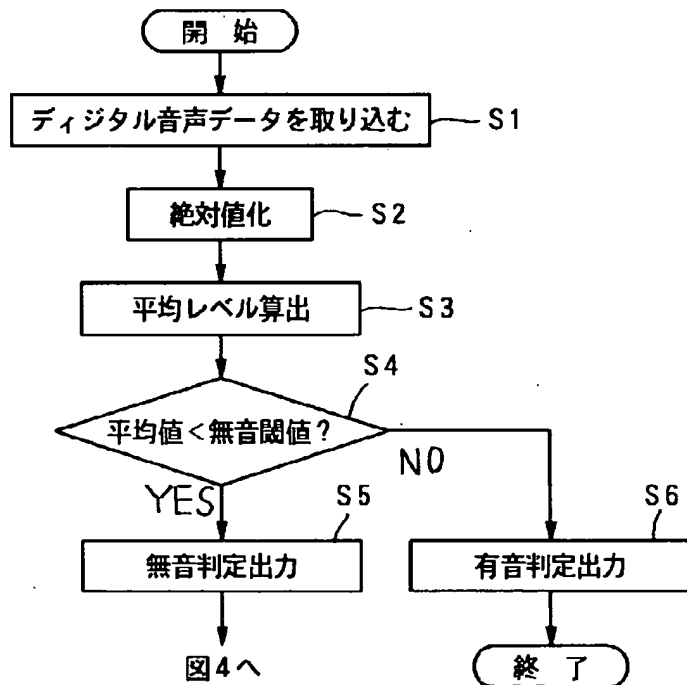 開 始
ディジタル音声データを取り込む S1
絶対値化 S2
平均レベル算出 S3
S4
平均値<無音閾値?
NO
YES
S5
S6
無音判定出力
有音判定出力
図4へ
終 了